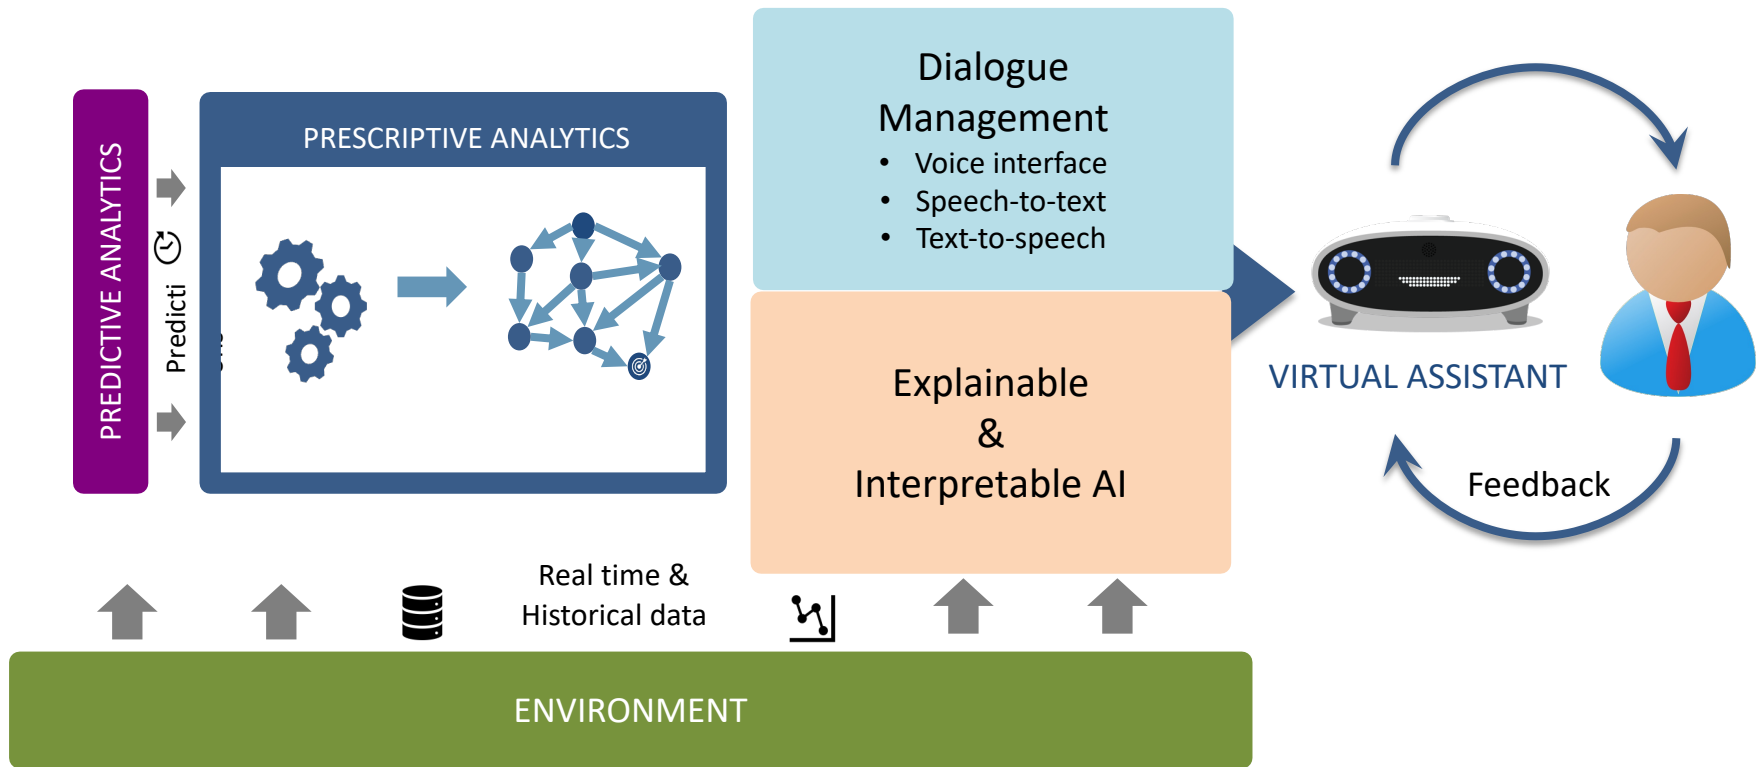 PREDICTIVE ANALYTICS
Predicti
PRESCRIPTIVE ANALYTICS
Dialogue
Management
• Voice interface
• Speech-to-text
• Text-to-speech
Explainable
&
Interpretable AI
VIRTUAL ASSISTANT
Feedback
Real time &
Historical data
ENVIRONMENT